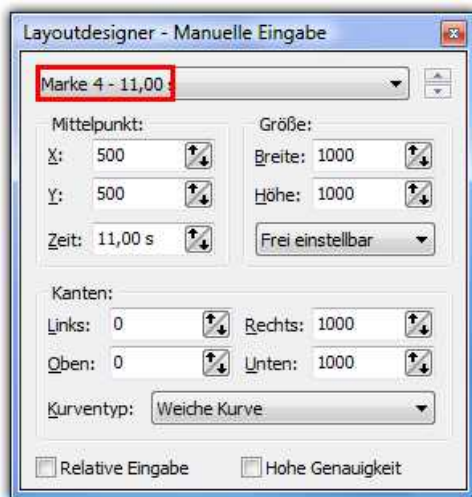 Layoutdesigner - Manuelle Eingabe
Marke 4 - 11,00 s
Mittelpunkt: Größe:
X: 500 Breite: 1000
Y: 500 Höhe: 1000
Zeit: 11,00 s Frei einstellbar
Kanten:
Links: 0 Rechts: 1000
Oben: 0 Unten: 1000
Kurventyp: Weiche Kurve
Relative Eingabe Hohe Genauigkeit